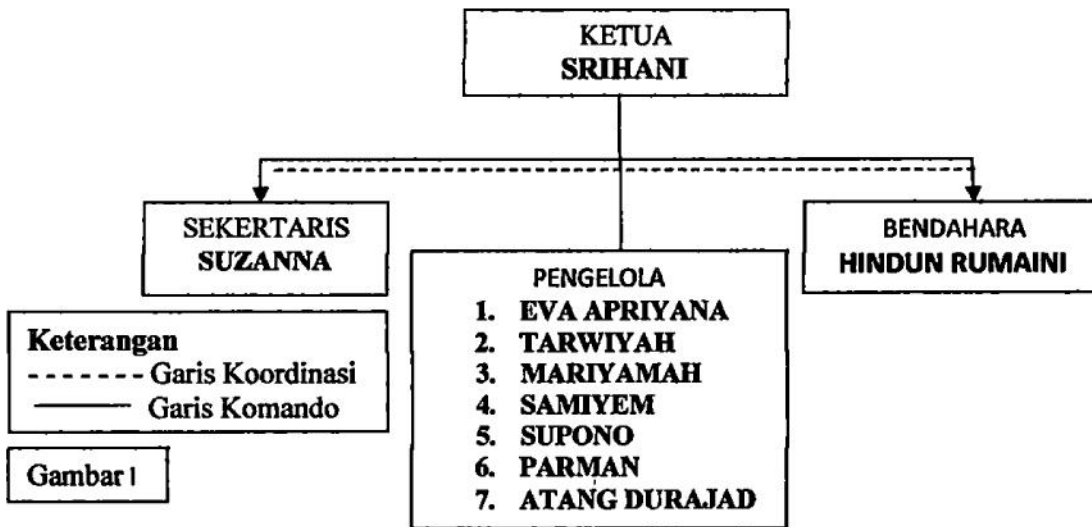 KETUA
SRIHANI
SEKERTARIS
SUZANNA
BENDAHARA
HINDUN RUMAINI
PENGELOLA
1. EVA APRIYANA
2. TARWIYAH
3. MARIYAMAH
4. SAMIYEM
5. SUPONO
6. PARMAN
7. ATANG DURAJAD
Keterangan
Garis Koordinasi
Garis Komando
Gambar I